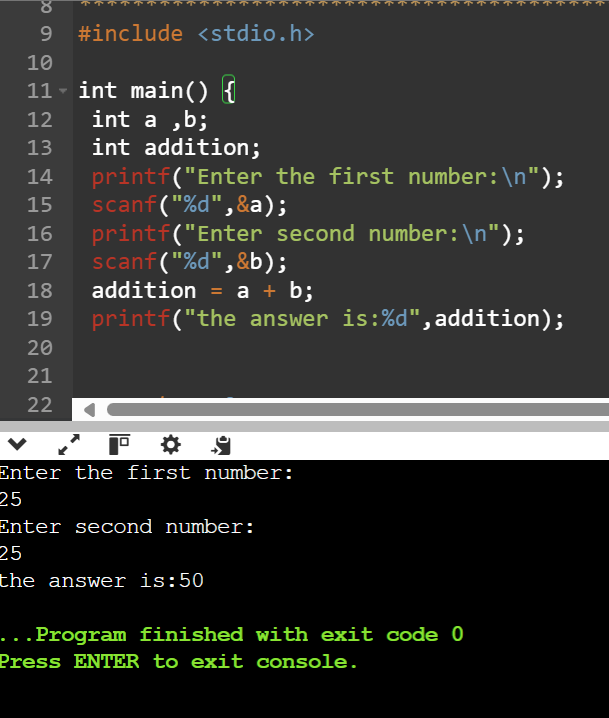 8 ****************************************
9 #include <stdio.h>
10
11 int main() {
12 int a ,b;
13 int addition;
14 printf("Enter the first number:\n");
15 scanf("%d",&a);
16 printf("Enter second number:\n");
17 scanf("%d",&b);
18 addition = a + b;
19 printf("the answer is:%d",addition);
20
21
22
Enter the first number:
25
Enter second number:
25
the answer is:50
...Program finished with exit code 0
Press ENTER to exit console.